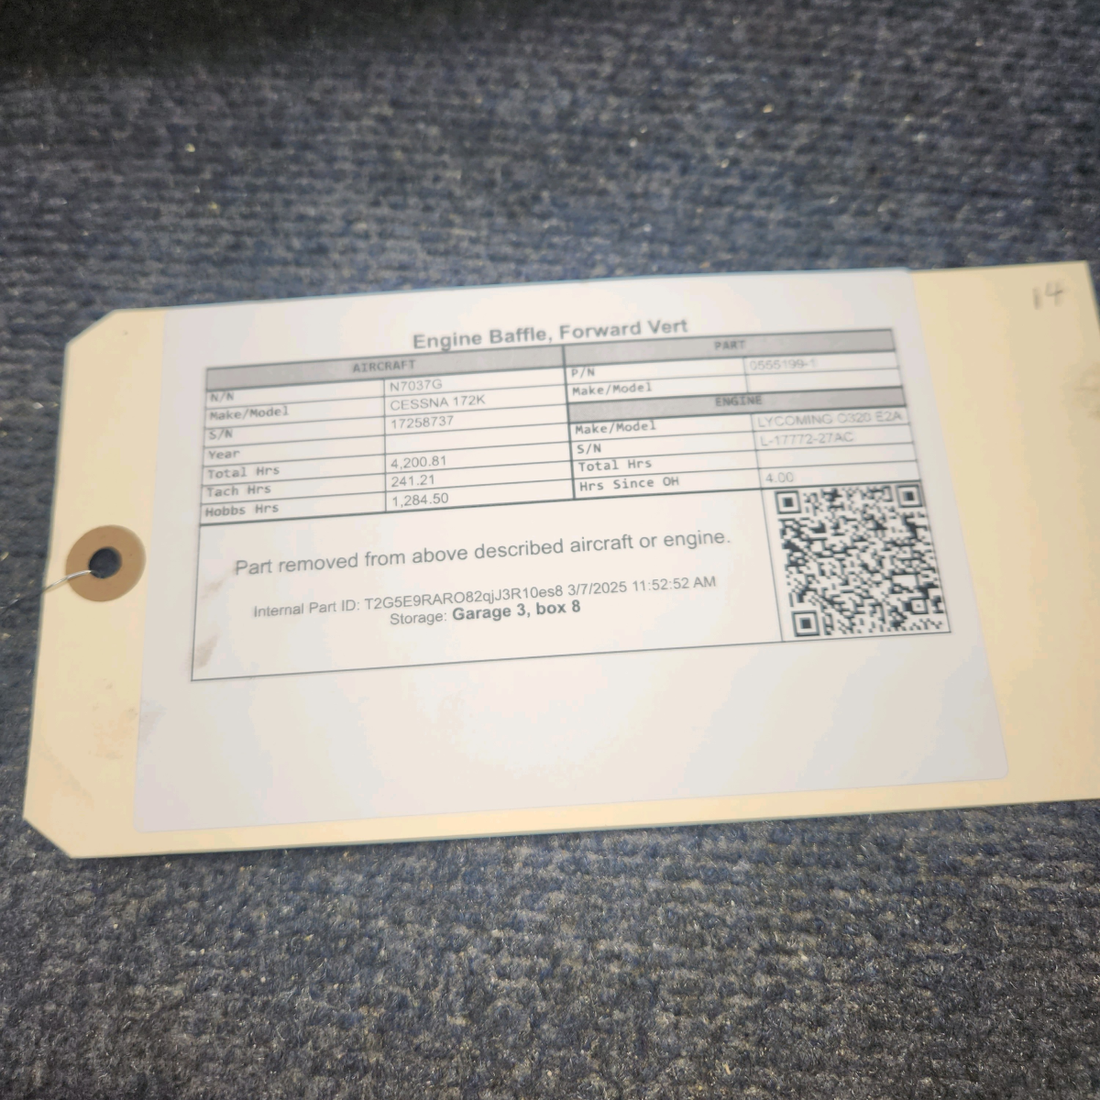 14
Engine Baffle, Forward Vert
AIRCRAFT
N/N N7037G
Make/Model CESSNA 172K
S/N 17258737
Year
Total Hrs 4,200.81
Tach Hrs 241.21
Hobbs Hrs 1,284.50
PART
P/N 0555199-1
Make/Model
ENGINE
Make/Model LYCOMING O320 E2A
S/N L-17772-27AC
Total Hrs
Hrs Since OH 4.00
Part removed from above described aircraft or engine.
Internal Part ID: T2G5E9RARO82qjJ3R10es8 3/7/2025 11:52:52 AM
Storage: Garage 3, box 8